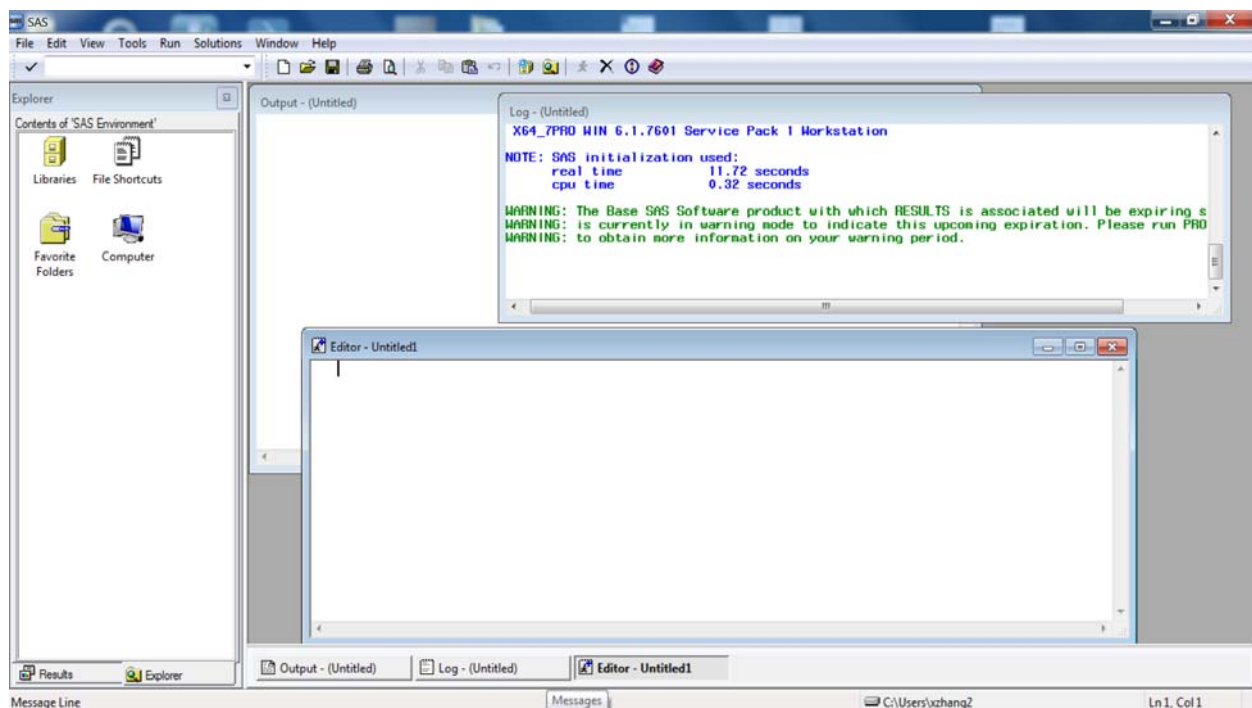 SAS
File Edit View Tools Run Solutions Window Help
Explorer
Contents of 'SAS Environment'
Libraries File Shortcuts
Favorite Folders
Computer
Output - (Untitled)
Log - (Untitled)
X64_7PRO WIN 6.1.7601 Service Pack 1 Workstation
NOTE: SAS initialization used:
real time 11.72 seconds
cpu time 0.32 seconds
WARNING: The Base SAS Software product with which RESULTS is associated will be expiring s
WARNING: is currently in warning mode to indicate this upcoming expiration. Please run PRO
WARNING: to obtain more information on your warning period.
Editor - Untitled1
Results Explorer
Output - (Untitled) Log - (Untitled) Editor - Untitled1
Message Line Messages C:\Users\xzhang2 Ln 1, Col 1